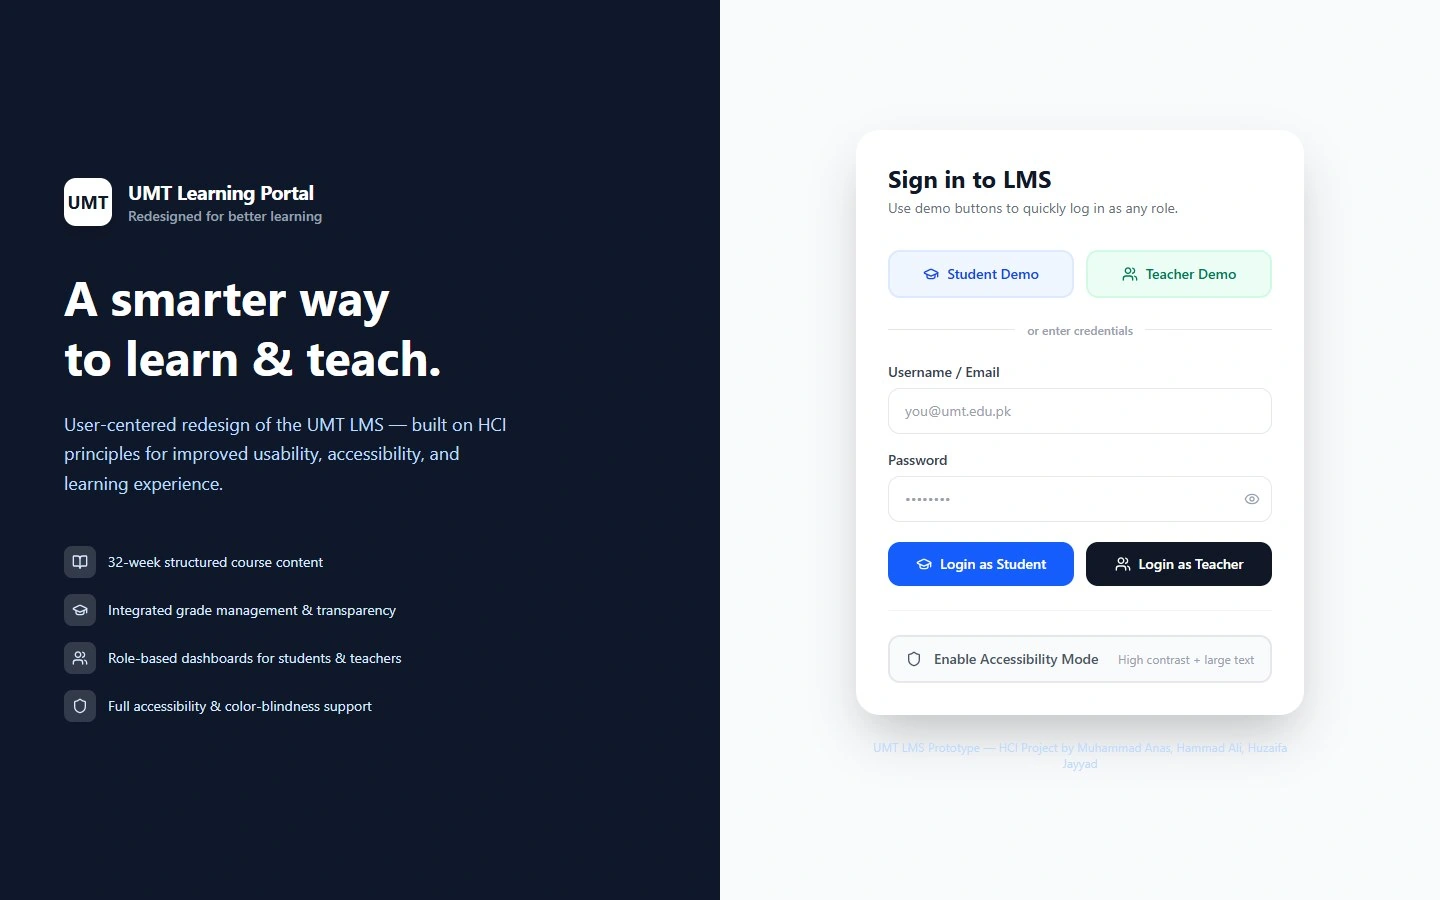 UMT
UMT Learning Portal
Redesigned for better learning
A smarter way
to learn & teach.
User-centered redesign of the UMT LMS — built on HCI
principles for improved usability, accessibility, and
learning experience.
32-week structured course content
Integrated grade management & transparency
Role-based dashboards for students & teachers
Full accessibility & color-blindness support
Sign in to LMS
Use demo buttons to quickly log in as any role.
Student Demo
Teacher Demo
or enter credentials
Username / Email
you@umt.edu.pk
Password
••••••••
Login as Student
Login as Teacher
Enable Accessibility Mode
High contrast + large text
UMT LMS Prototype — HCI Project by Muhammad Anas, Hammad Ali, Huzaifa
Jayyad